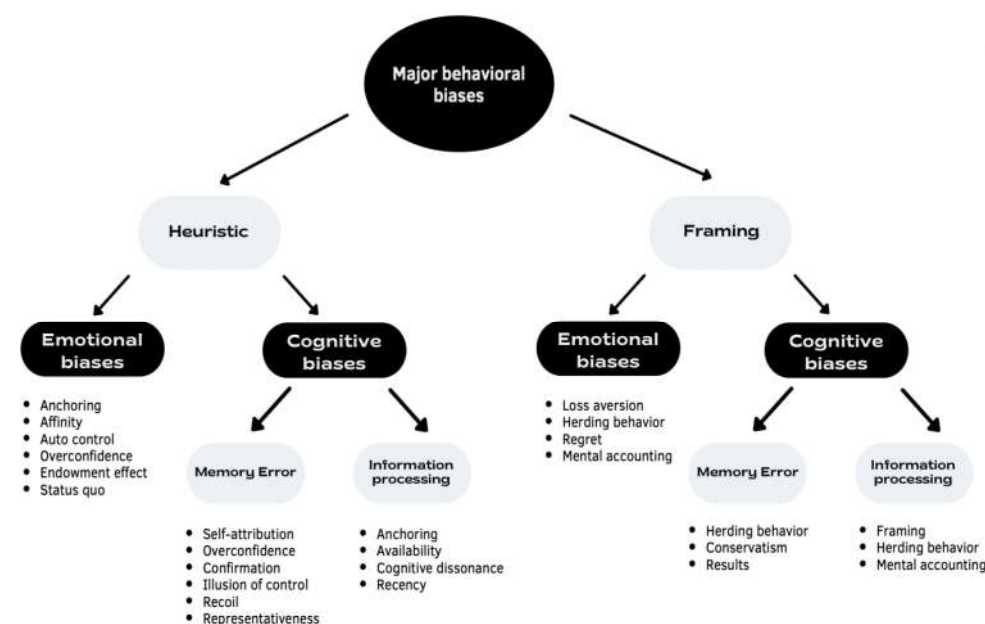 Major behavioral
biases
Heuristic
Framing
Emotional
biases
Cognitive
biases
Emotional
biases
Cognitive
biases
• Anchoring
• Affinity
• Auto control
• Overconfidence
• Endowment effect
• Status quo
• Loss aversion
• Herding behavior
• Regret
• Mental accounting
Memory Error
Information
processing
Memory Error
Information
processing
• Self-attribution
• Overconfidence
• Confirmation
• Illusion of control
• Recoil
• Representativeness
• Anchoring
• Availability
• Cognitive dissonance
• Recency
• Herding behavior
• Conservatism
• Results
• Framing
• Herding behavior
• Mental accounting